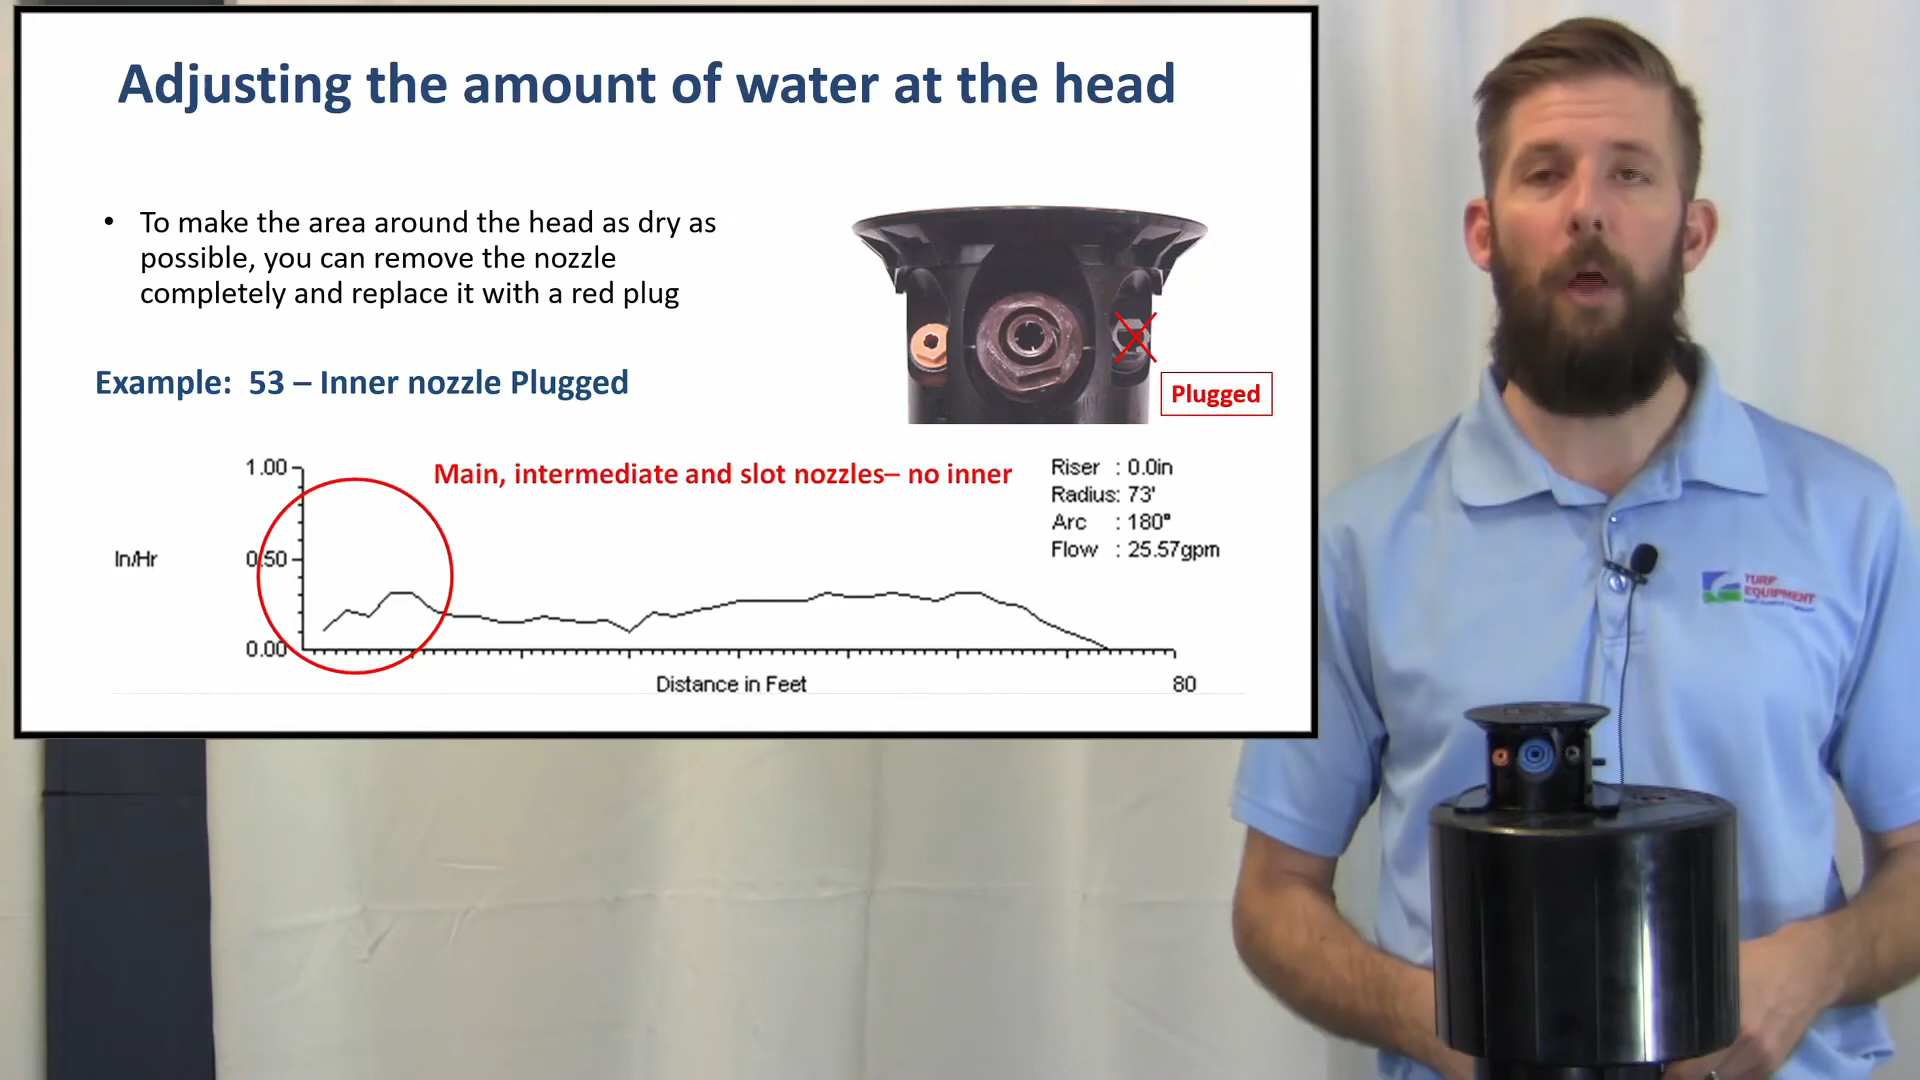 Adjusting the amount of water at the head
• To make the area around the head as dry as
possible, you can remove the nozzle
completely and replace it with a red plug
Example: 53 – Inner nozzle Plugged
Plugged
Main, intermediate and slot nozzles– no inner
Riser : 0.0in
Radius: 73'
Arc : 180°
Flow : 25.57gpm
1.00
In/Hr
0.50
0.00
Distance in Feet
80
TURF
EQUIPMENT